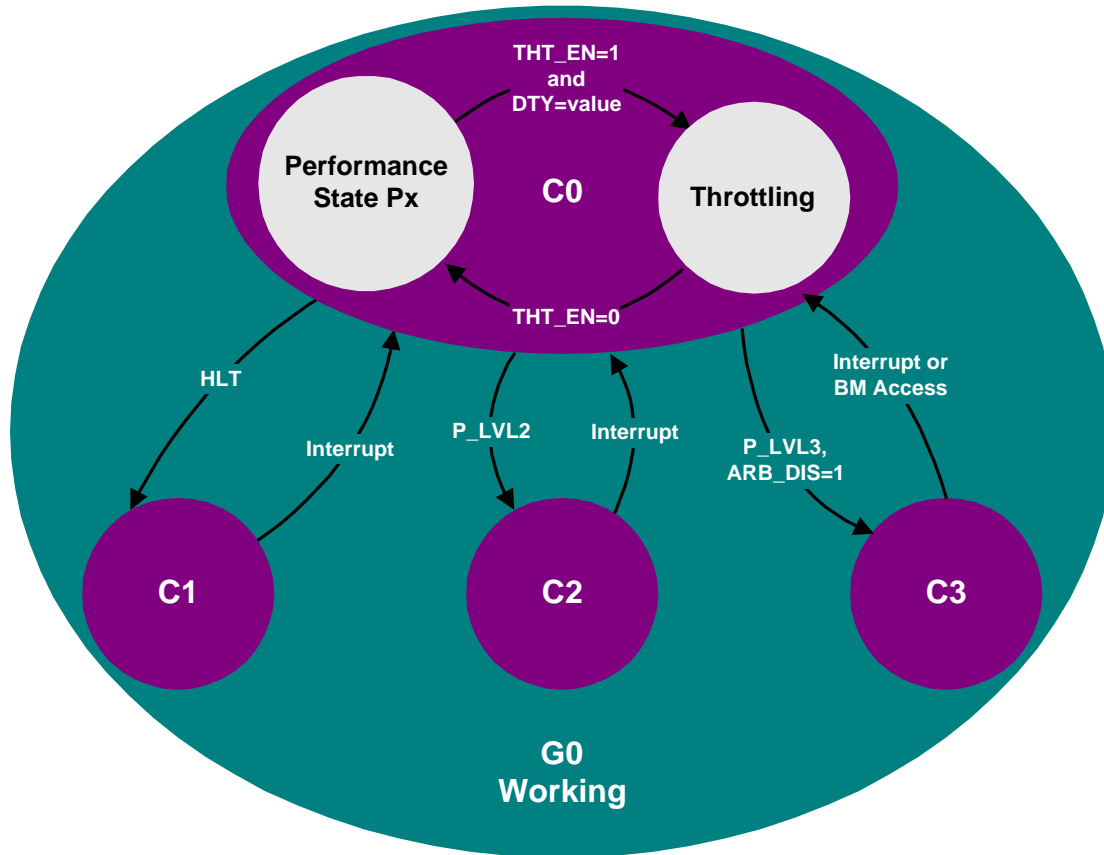 THT_EN=1
and
DTY=value
Performance
State Px
C0
Throttling
THT_EN=0
HLT
Interrupt
P_LVL2
Interrupt
P_LVL3,
ARB_DIS=1
Interrupt or
BM Access
C1
C2
C3
G0
Working